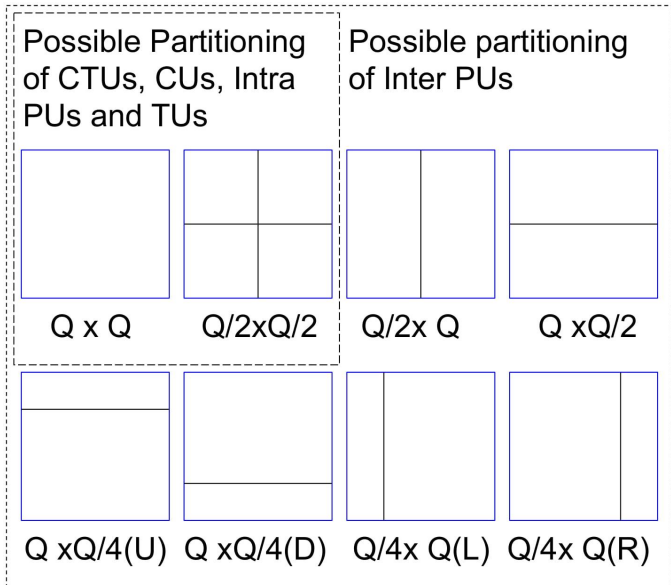 Possible Partitioning
of CTUs, CUs, Intra
PUs and TUs
Possible partitioning
of Inter PUs
Q x Q
Q/2xQ/2
Q/2x Q
Q xQ/2
Q xQ/4(U)
Q xQ/4(D)
Q/4x Q(L)
Q/4x Q(R)